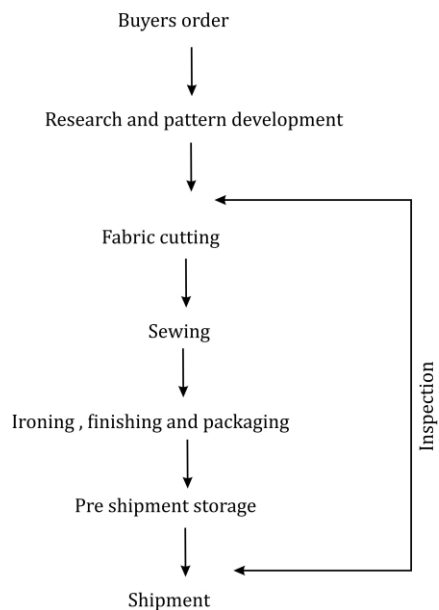 Buyers order
Research and pattern development
Fabric cutting
Sewing
Ironing , finishing and packaging
Pre shipment storage
Shipment
Inspection